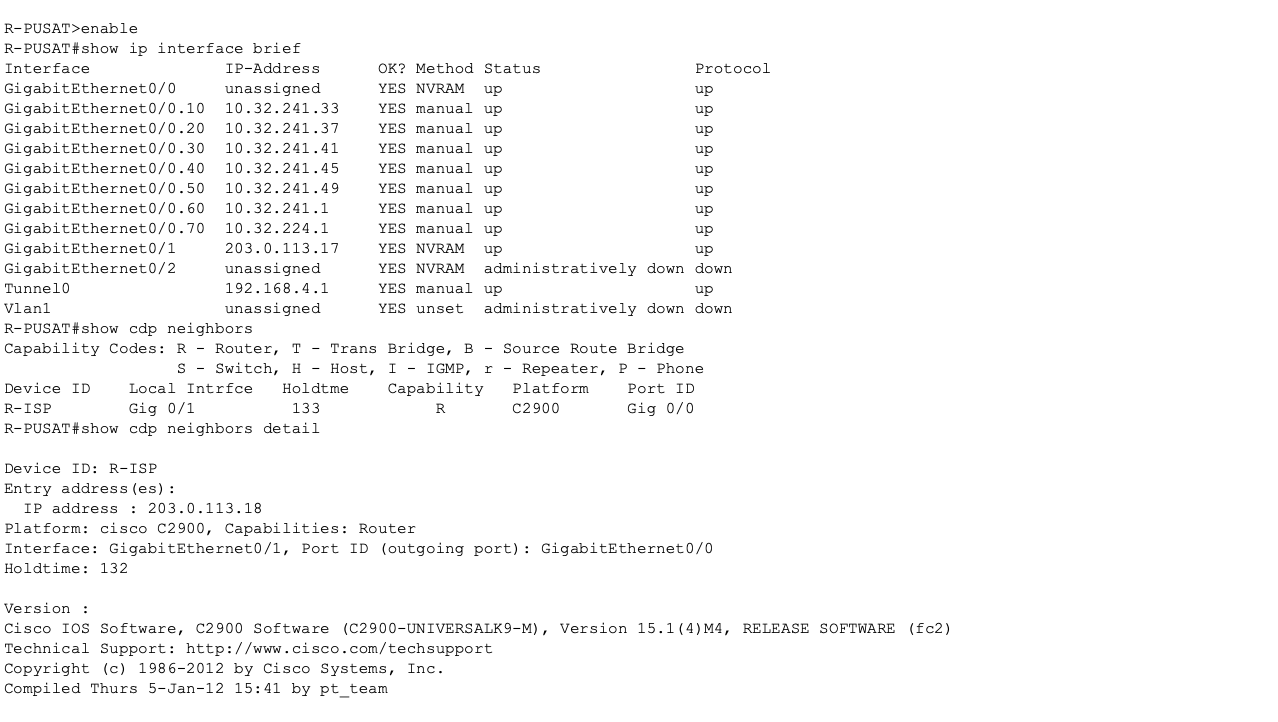 R-PUSAT>enable
R-PUSAT#show ip interface brief
Interface              IP-Address      OK? Method Status                Protocol
GigabitEthernet0/0     unassigned      YES NVRAM  up                    up
GigabitEthernet0/0.10  10.32.241.33    YES manual up                    up
GigabitEthernet0/0.20  10.32.241.37    YES manual up                    up
GigabitEthernet0/0.30  10.32.241.41    YES manual up                    up
GigabitEthernet0/0.40  10.32.241.45    YES manual up                    up
GigabitEthernet0/0.50  10.32.241.49    YES manual up                    up
GigabitEthernet0/0.60  10.32.241.1     YES manual up                    up
GigabitEthernet0/0.70  10.32.224.1     YES manual up                    up
GigabitEthernet0/1     203.0.113.17    YES NVRAM  up                    up
GigabitEthernet0/2     unassigned      YES NVRAM  administratively down down
Tunnel0                192.168.4.1     YES manual up                    up
Vlan1                  unassigned      YES unset  administratively down down
R-PUSAT#show cdp neighbors
Capability Codes: R - Router, T - Trans Bridge, B - Source Route Bridge
                  S - Switch, H - Host, I - IGMP, r - Repeater, P - Phone
Device ID    Local Intrfce   Holdtme    Capability   Platform    Port ID
R-ISP        Gig 0/1          133            R       C2900       Gig 0/0
R-PUSAT#show cdp neighbors detail

Device ID: R-ISP
Entry address(es):
  IP address : 203.0.113.18
Platform: cisco C2900, Capabilities: Router
Interface: GigabitEthernet0/1, Port ID (outgoing port): GigabitEthernet0/0
Holdtime: 132

Version :
Cisco IOS Software, C2900 Software (C2900-UNIVERSALK9-M), Version 15.1(4)M4, RELEASE SOFTWARE (fc2)
Technical Support: http://www.cisco.com/techsupport
Copyright (c) 1986-2012 by Cisco Systems, Inc.
Compiled Thurs 5-Jan-12 15:41 by pt_team